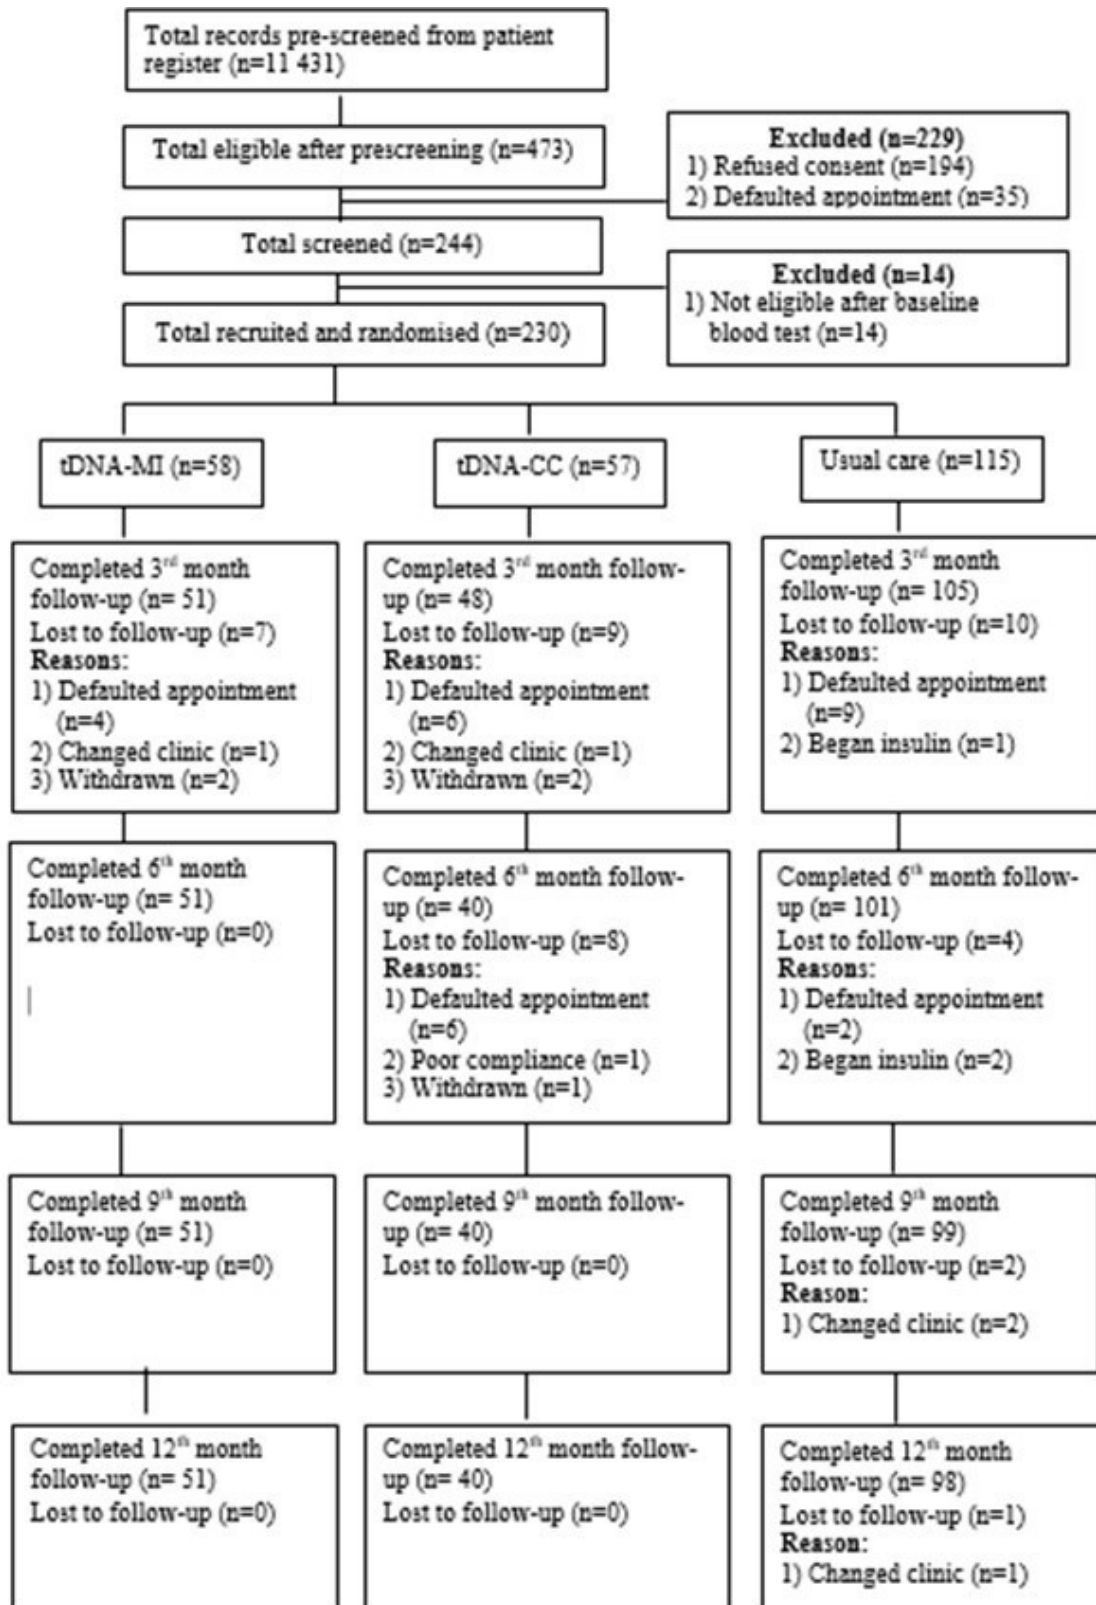 Total records pre-screened from patient
register (n=11 431)
Total eligible after prescreening (n=473)
Excluded (n=229)
1) Refused consent (n=194)
2) Defaulted appointment (n=35)
Total screened (n=244)
Excluded (n=14)
1) Not eligible after baseline
blood test (n=14)
Total recruited and randomised (n=230)
tDNA-MI (n=58)
tDNA-CC (n=57)
Usual care (n=115)
Completed 3rd month
follow-up (n= 51)
Lost to follow-up (n=7)
Reasons:
1) Defaulted appointment
(n=4)
2) Changed clinic (n=1)
3) Withdrawn (n=2)
Completed 3rd month follow-
up (n= 48)
Lost to follow-up (n=9)
Reasons:
1) Defaulted appointment
(n=6)
2) Changed clinic (n=1)
3) Withdrawn (n=2)
Completed 3rd month
follow-up (n= 105)
Lost to follow-up (n=10)
Reasons:
1) Defaulted appointment
(n=9)
2) Began insulin (n=1)
Completed 6th month
follow-up (n= 51)
Lost to follow-up (n=0)
Completed 6th month follow-
up (n= 40)
Lost to follow-up (n=8)
Reasons:
1) Defaulted appointment
(n=6)
2) Poor compliance (n=1)
3) Withdrawn (n=1)
Completed 6th month follow-
up (n= 101)
Lost to follow-up (n=4)
Reasons:
1) Defaulted appointment
(n=2)
2) Began insulin (n=2)
Completed 9th month
follow-up (n= 51)
Lost to follow-up (n=0)
Completed 9th month follow-
up (n= 40)
Lost to follow-up (n=0)
Completed 9th month
follow-up (n= 99)
Lost to follow-up (n=2)
Reason:
1) Changed clinic (n=2)
Completed 12th month
follow-up (n= 51)
Lost to follow-up (n=0)
Completed 12th month follow-
up (n= 40)
Lost to follow-up (n=0)
Completed 12th month
follow-up (n= 98)
Lost to follow-up (n=1)
Reason:
1) Changed clinic (n=1)